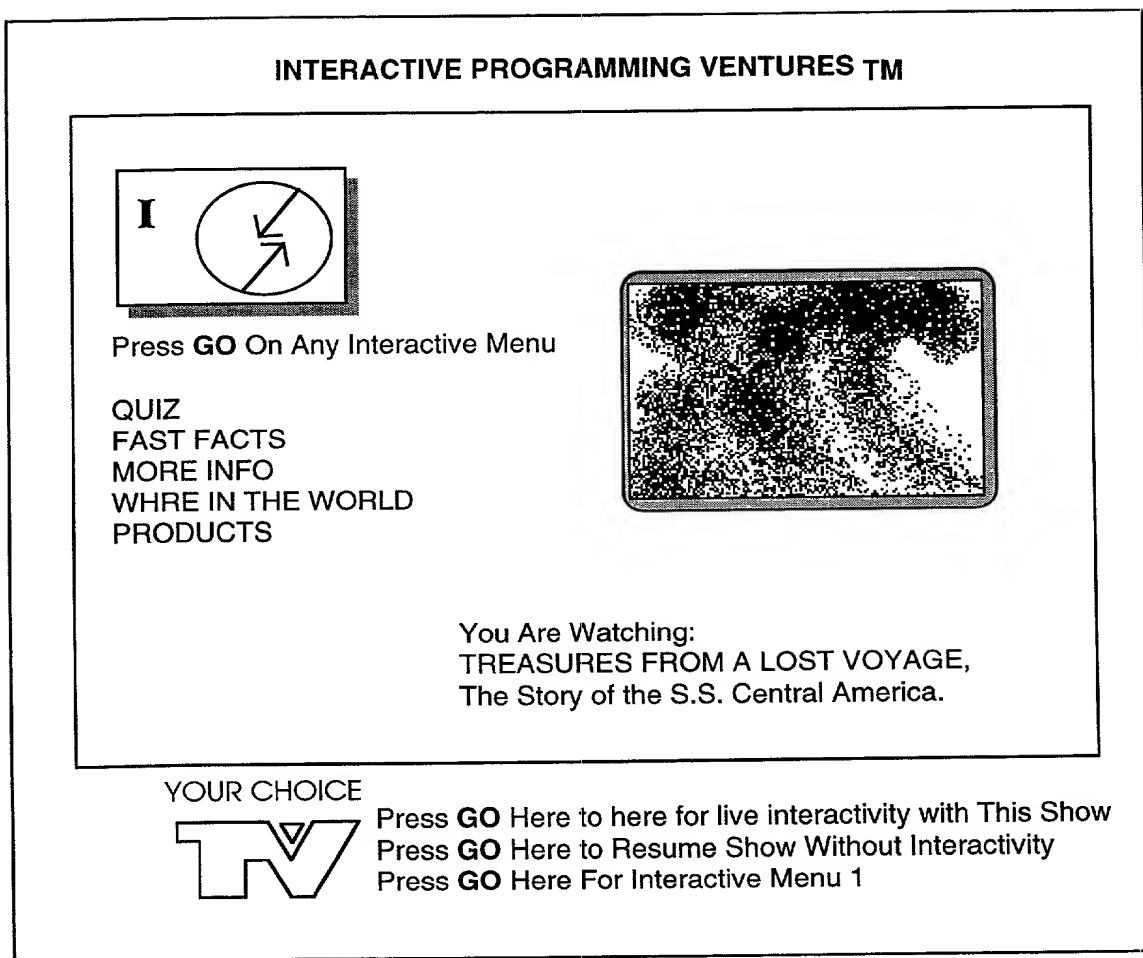 INTERACTIVE PROGRAMMING VENTURES TM
I
Press GO On Any Interactive Menu
QUIZ
FAST FACTS
MORE INFO
WHRE IN THE WORLD
PRODUCTS
You Are Watching:
TREASURES FROM A LOST VOYAGE,
The Story of the S.S. Central America.
YOUR CHOICE
TV
Press GO Here to here for live interactivity with This Show
Press GO Here to Resume Show Without Interactivity
Press GO Here For Interactive Menu 1